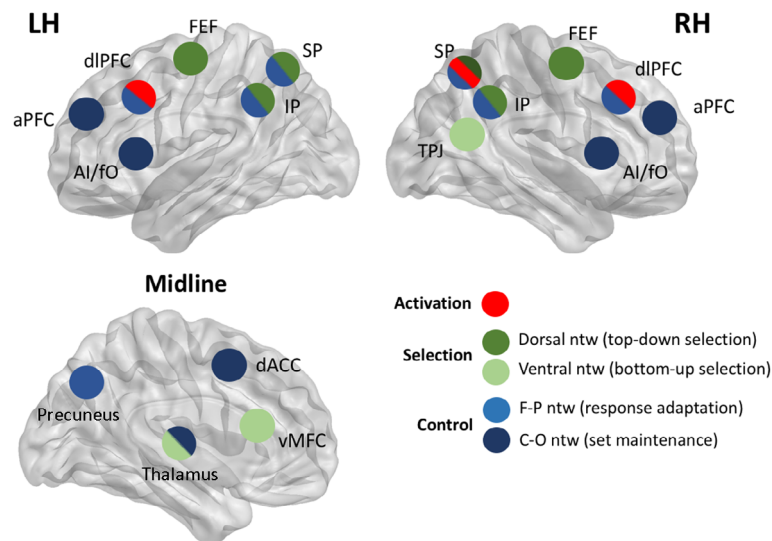 LH
FEF
dlPFC
SP
IP
aPFC
AI/fO
RH
FEF
SP
dlPFC
IP
aPFC
TPJ
AI/fO
Midline
dACC
Precuneus
vMFC
Thalamus
Activation
Selection
Dorsal ntw (top-down selection)
Ventral ntw (bottom-up selection)
Control
F-P ntw (response adaptation)
C-O ntw (set maintenance)